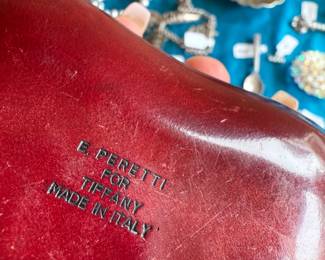 E. PERETTI
FOR
TIFFANY
MADE IN ITALY